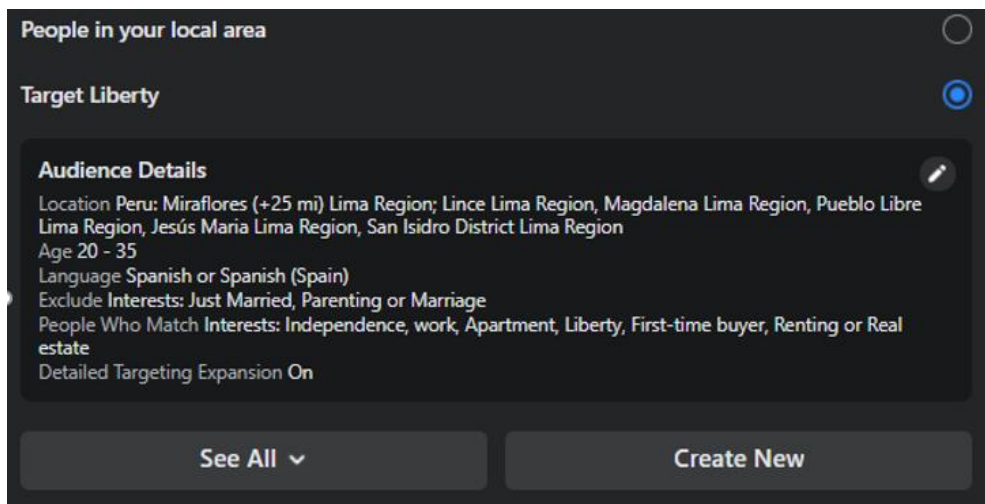 People in your local area
Target Liberty
Audience Details
Location Peru: Miraflores (+25 mi) Lima Region; Lince Lima Region, Magdalena Lima Region, Pueblo Libre
Lima Region, Jesús Maria Lima Region, San Isidro District Lima Region
Age 20 - 35
Language Spanish or Spanish (Spain)
Exclude Interests: Just Married, Parenting or Marriage
People Who Match Interests: Independence, work, Apartment, Liberty, First-time buyer, Renting or Real
estate
Detailed Targeting Expansion On
See All
Create New